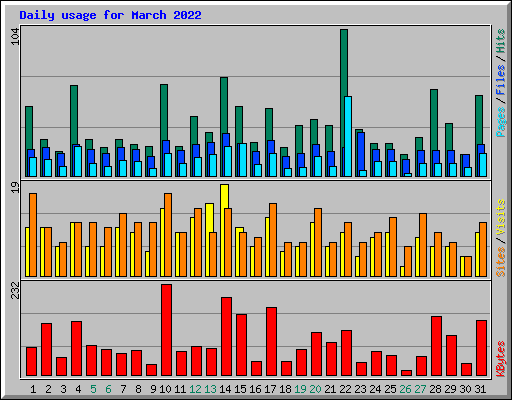 Daily usage for March 2022
104
Pages / Files / Hits
19
Sites / Visits
232
KBytes
1 2 3 4 5 6 7 8 9 10 11 12 13 14 15 16 17 18 19 20 21 22 23 24 25 26 27 28 29 30 31